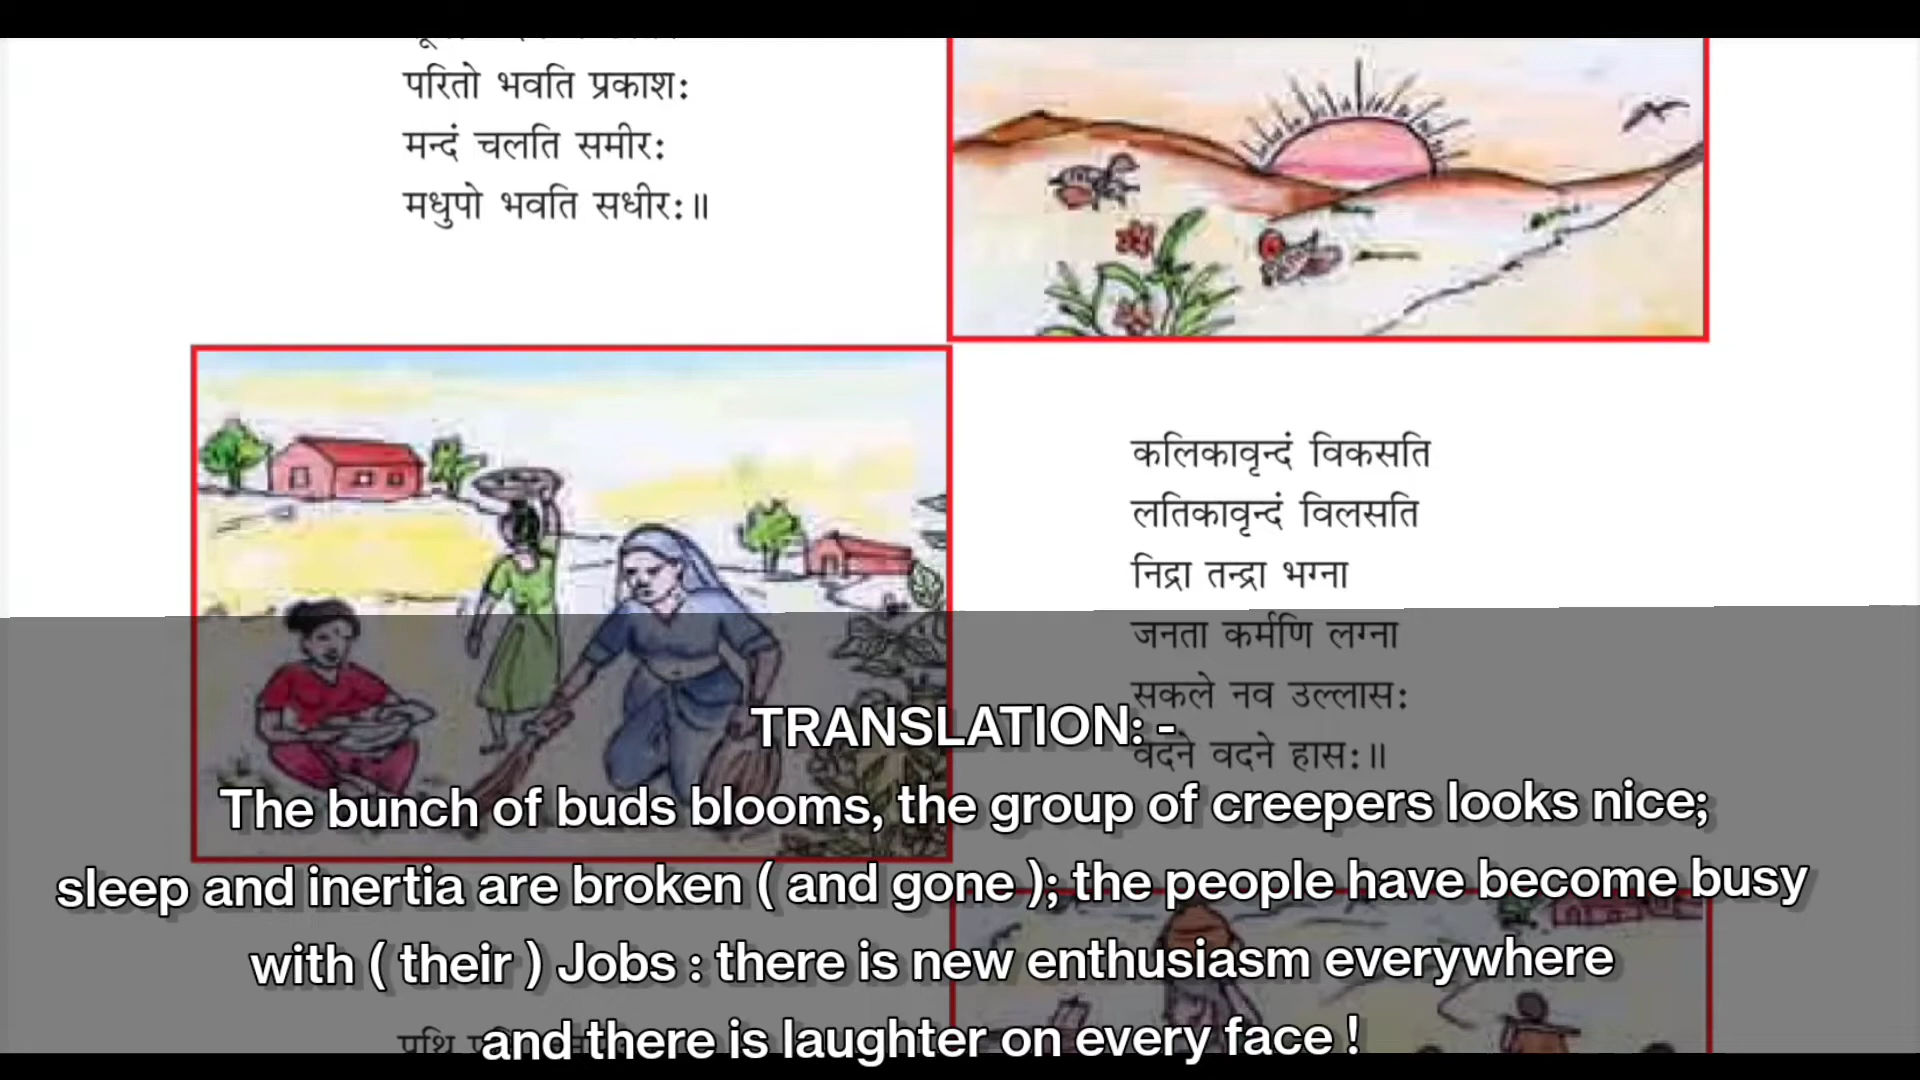 परितो भवति प्रकाश:
मन्दं चलति समीर:
मधुपो भवति सधीर:॥
कलिकावृन्दं विकसति
लतिकावृन्दं विलसति
निद्रा तन्द्रा भग्ना
जनता कर्मणि लग्ना
सकले नव उल्लास:
वदने वदने हास:॥
TRANSLATION: -
The bunch of buds blooms, the group of creepers looks nice;
sleep and inertia are broken ( and gone ); the people have become busy
with ( their ) Jobs : there is new enthusiasm everywhere
and there is laughter on every face !
पथि